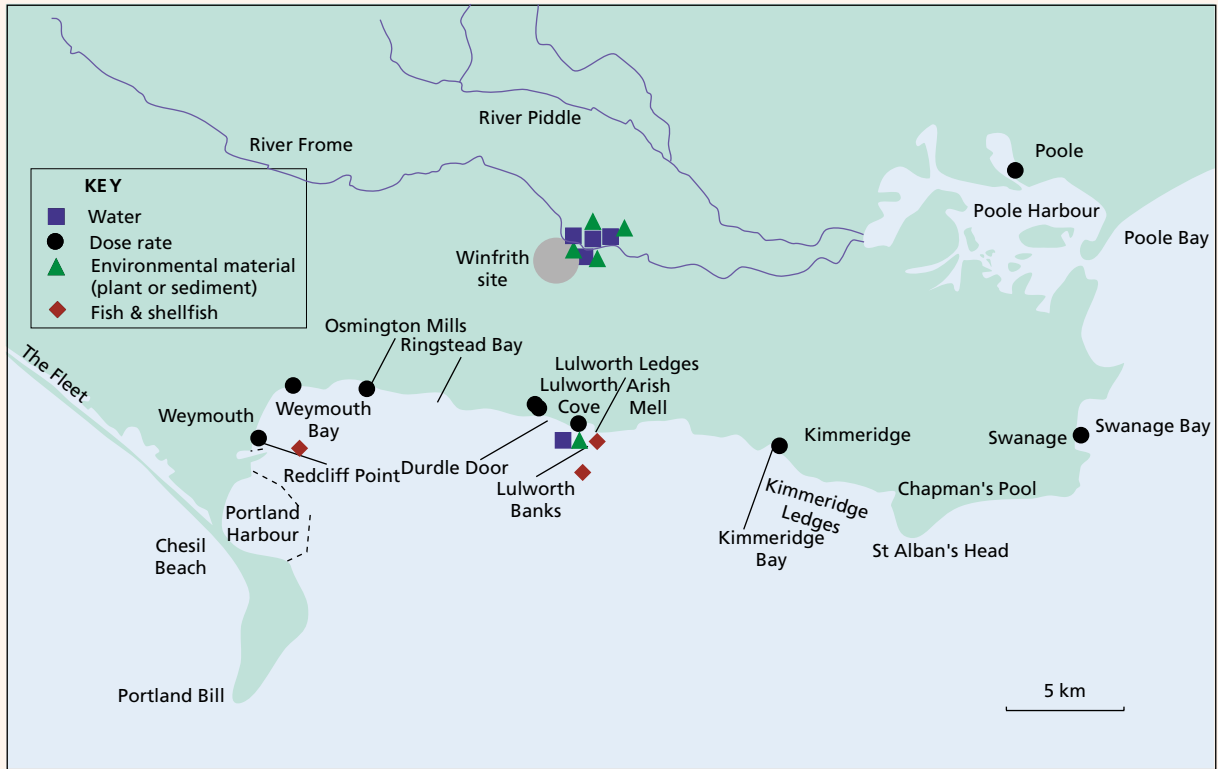 River Piddle
River Frome
Poole
KEY
Water
Dose rate
Environmental material
(plant or sediment)
Fish & shellfish
Poole Harbour
Poole Bay
Winfrith
site
Osmington Mills
Ringstead Bay
The Fleet
Lulworth Ledges
Lulworth
Cove
Arish
Mell
Weymouth
Weymouth
Bay
Kimmeridge
Swanage
Swanage Bay
Redcliff Point
Durdle Door
Lulworth
Banks
Kimmeridge
Ledges
Chapman's Pool
Portland
Harbour
Kimmeridge
Bay
St Alban's Head
Chesil
Beach
Portland Bill
5 km